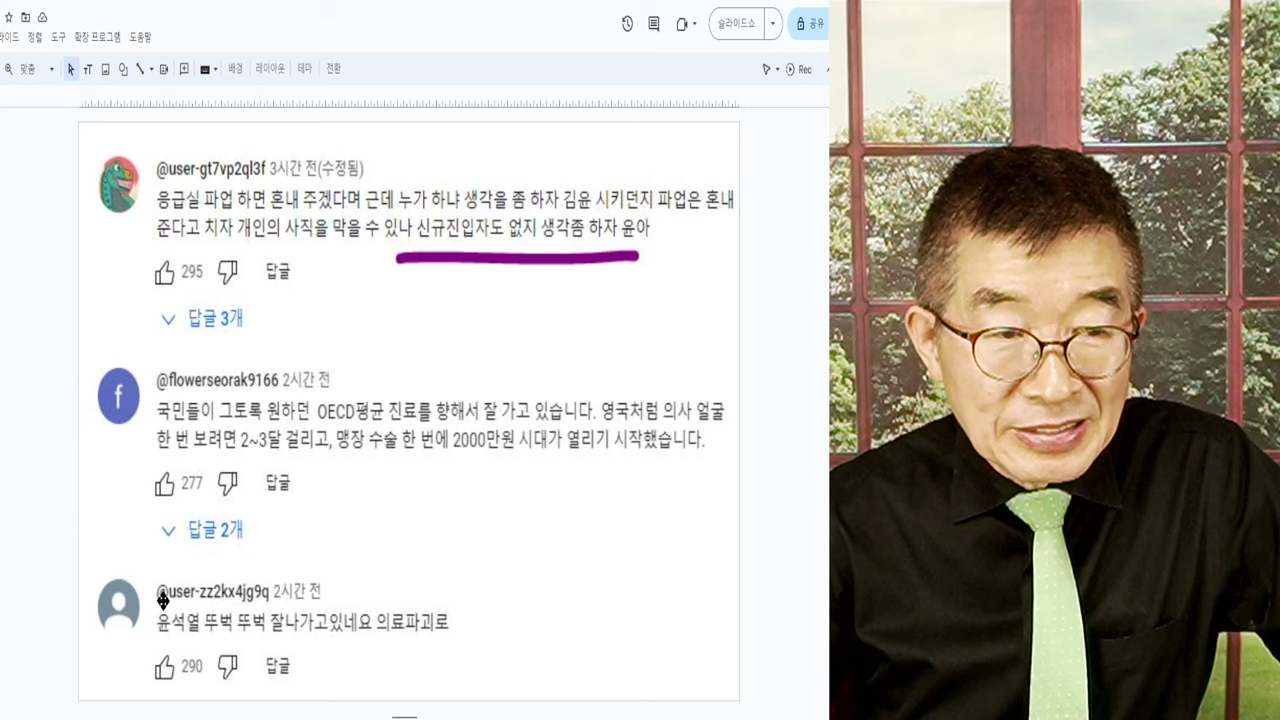 라이드 정렬 도구 확장 프로그램 도움말
슬라이드쇼
공유
맞춤
배경 레이아웃 테마 전환
Rec
@user-gt7vp2ql3f 3시간 전(수정됨)
응급실 파업 하면 혼내 주겠다며 근데 누가 하냐 생각을 좀 하자 김윤 시키던지 파업은 혼내
준다고 치자 개인의 사직을 막을 수 있나 신규진입자도 없지 생각좀 하자 윤아
295 답글
답글 3개
f
@flowerseorak9166 2시간 전
국민들이 그토록 원하던 OECD평균 진료를 향해서 잘 가고 있습니다. 영국처럼 의사 얼굴
한 번 보려면 2~3달 걸리고, 맹장 수술 한 번에 2000만원 시대가 열리기 시작했습니다.
277 답글
답글 2개
@user-zz2kx4jg9q 2시간 전
윤석열 뚜벅 뚜벅 잘나가고있네요 의료파괴로
290 답글